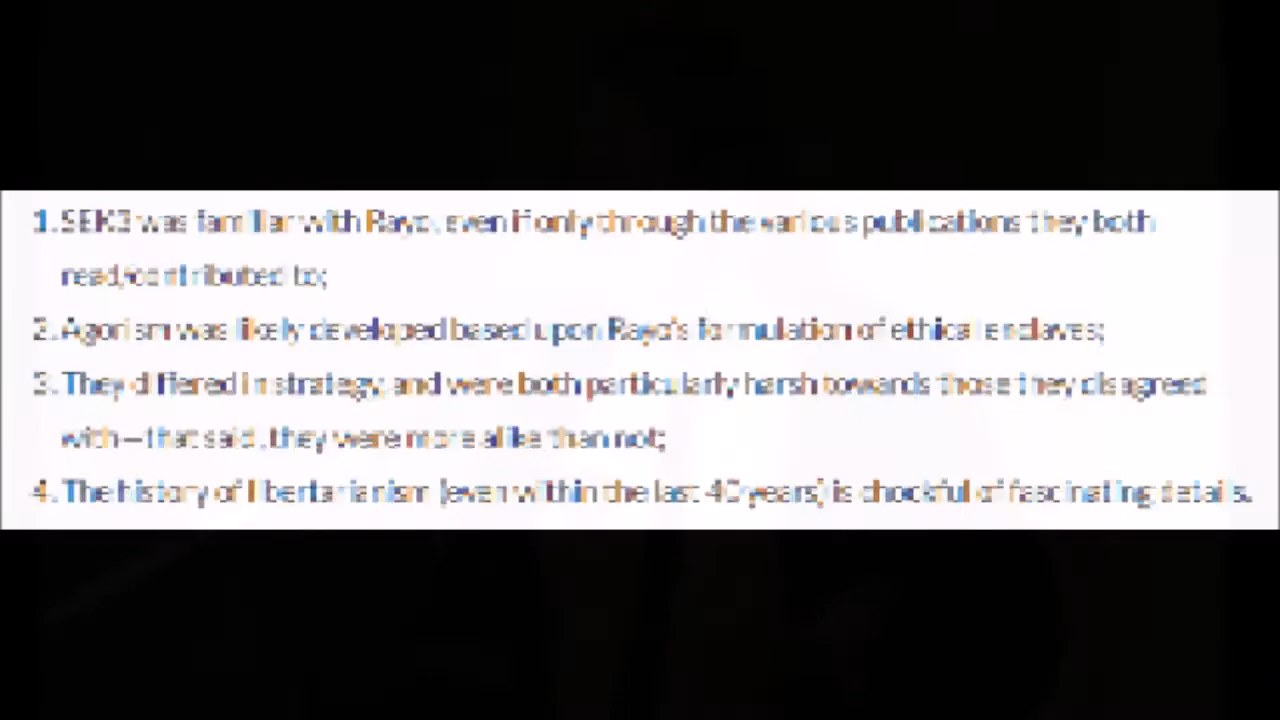 1. SEK3 was familiar with Rayo, even if only through the various publications they both
read/contributed to;
2. Agorism was likely developed based upon Rayo's formulation of ethical enclaves;
3. They differed in strategy, and were both particularly harsh towards those they disagreed
with—that said, they were more alike than not;
4. The history of libertarianism (even within the last 40 years) is chockful of fascinating details.